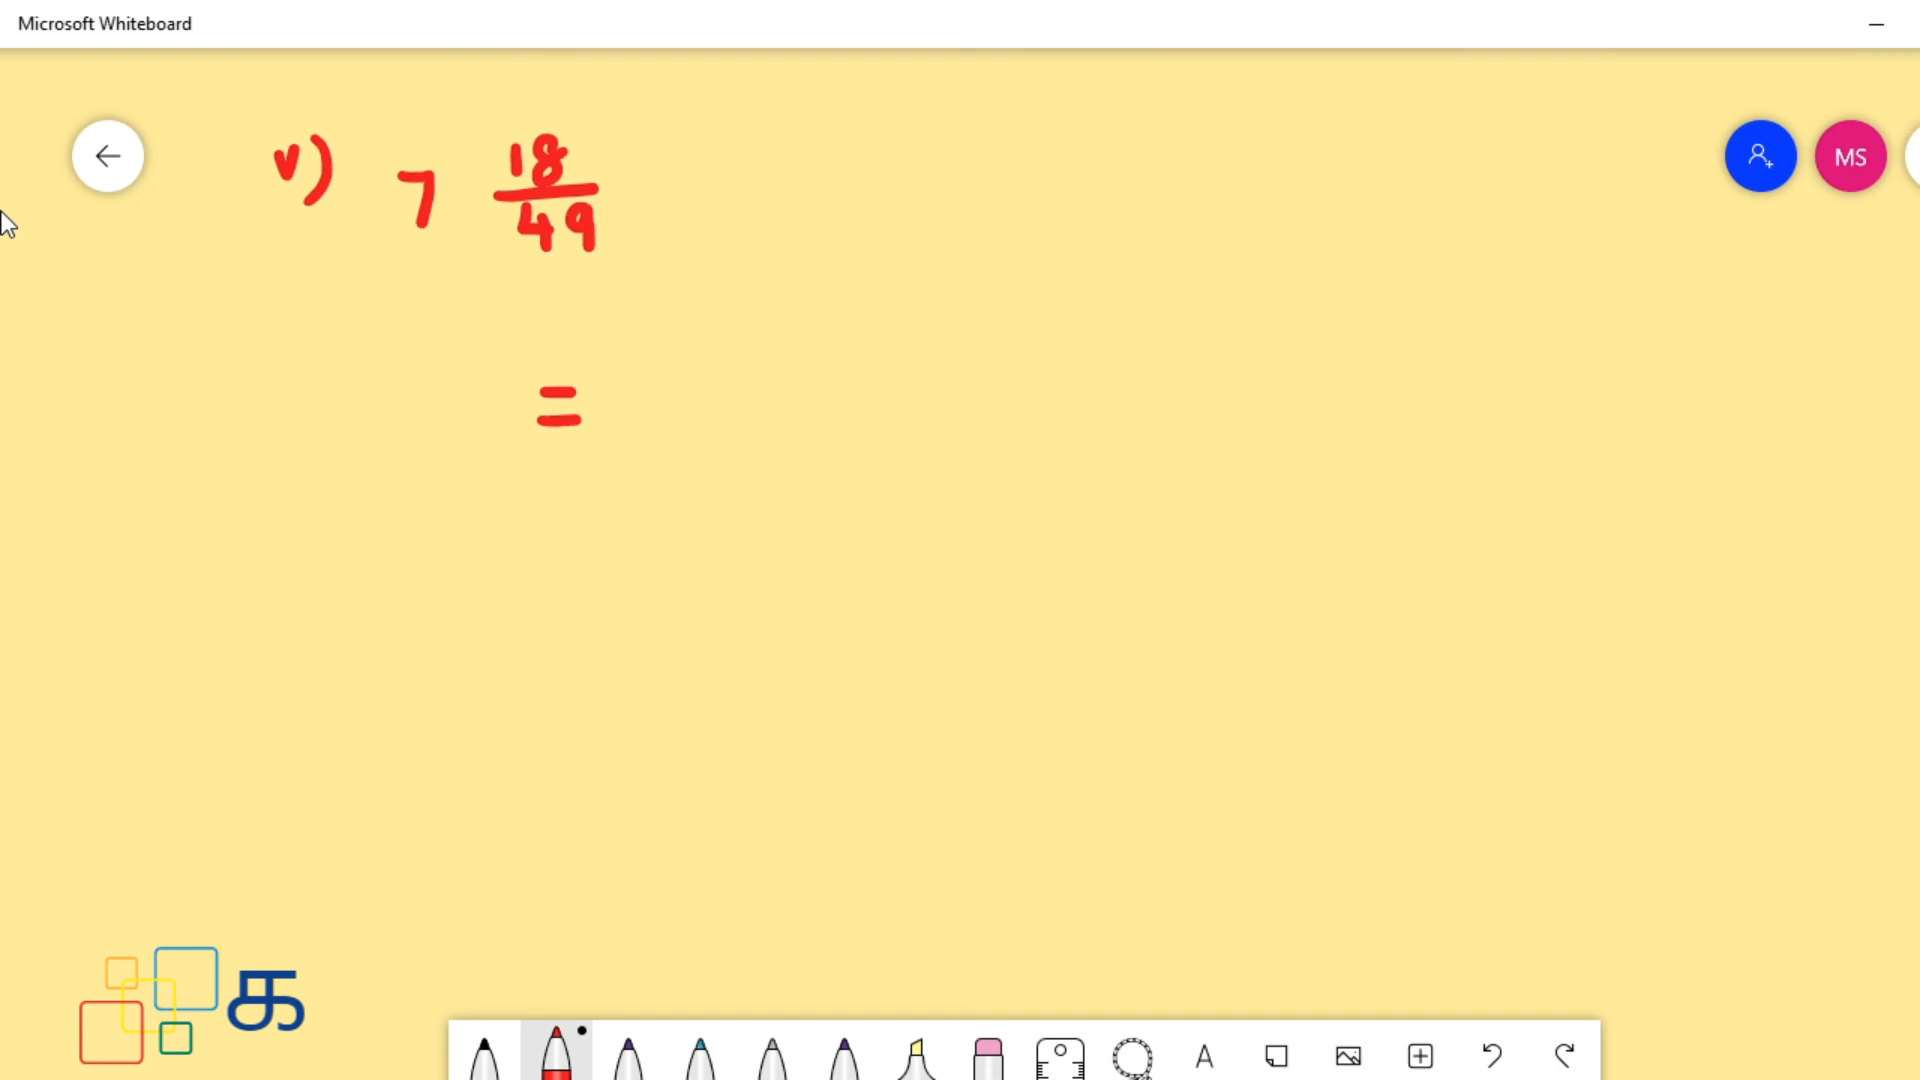 Microsoft Whiteboard
v) 7 18/49
MS
=
க
A